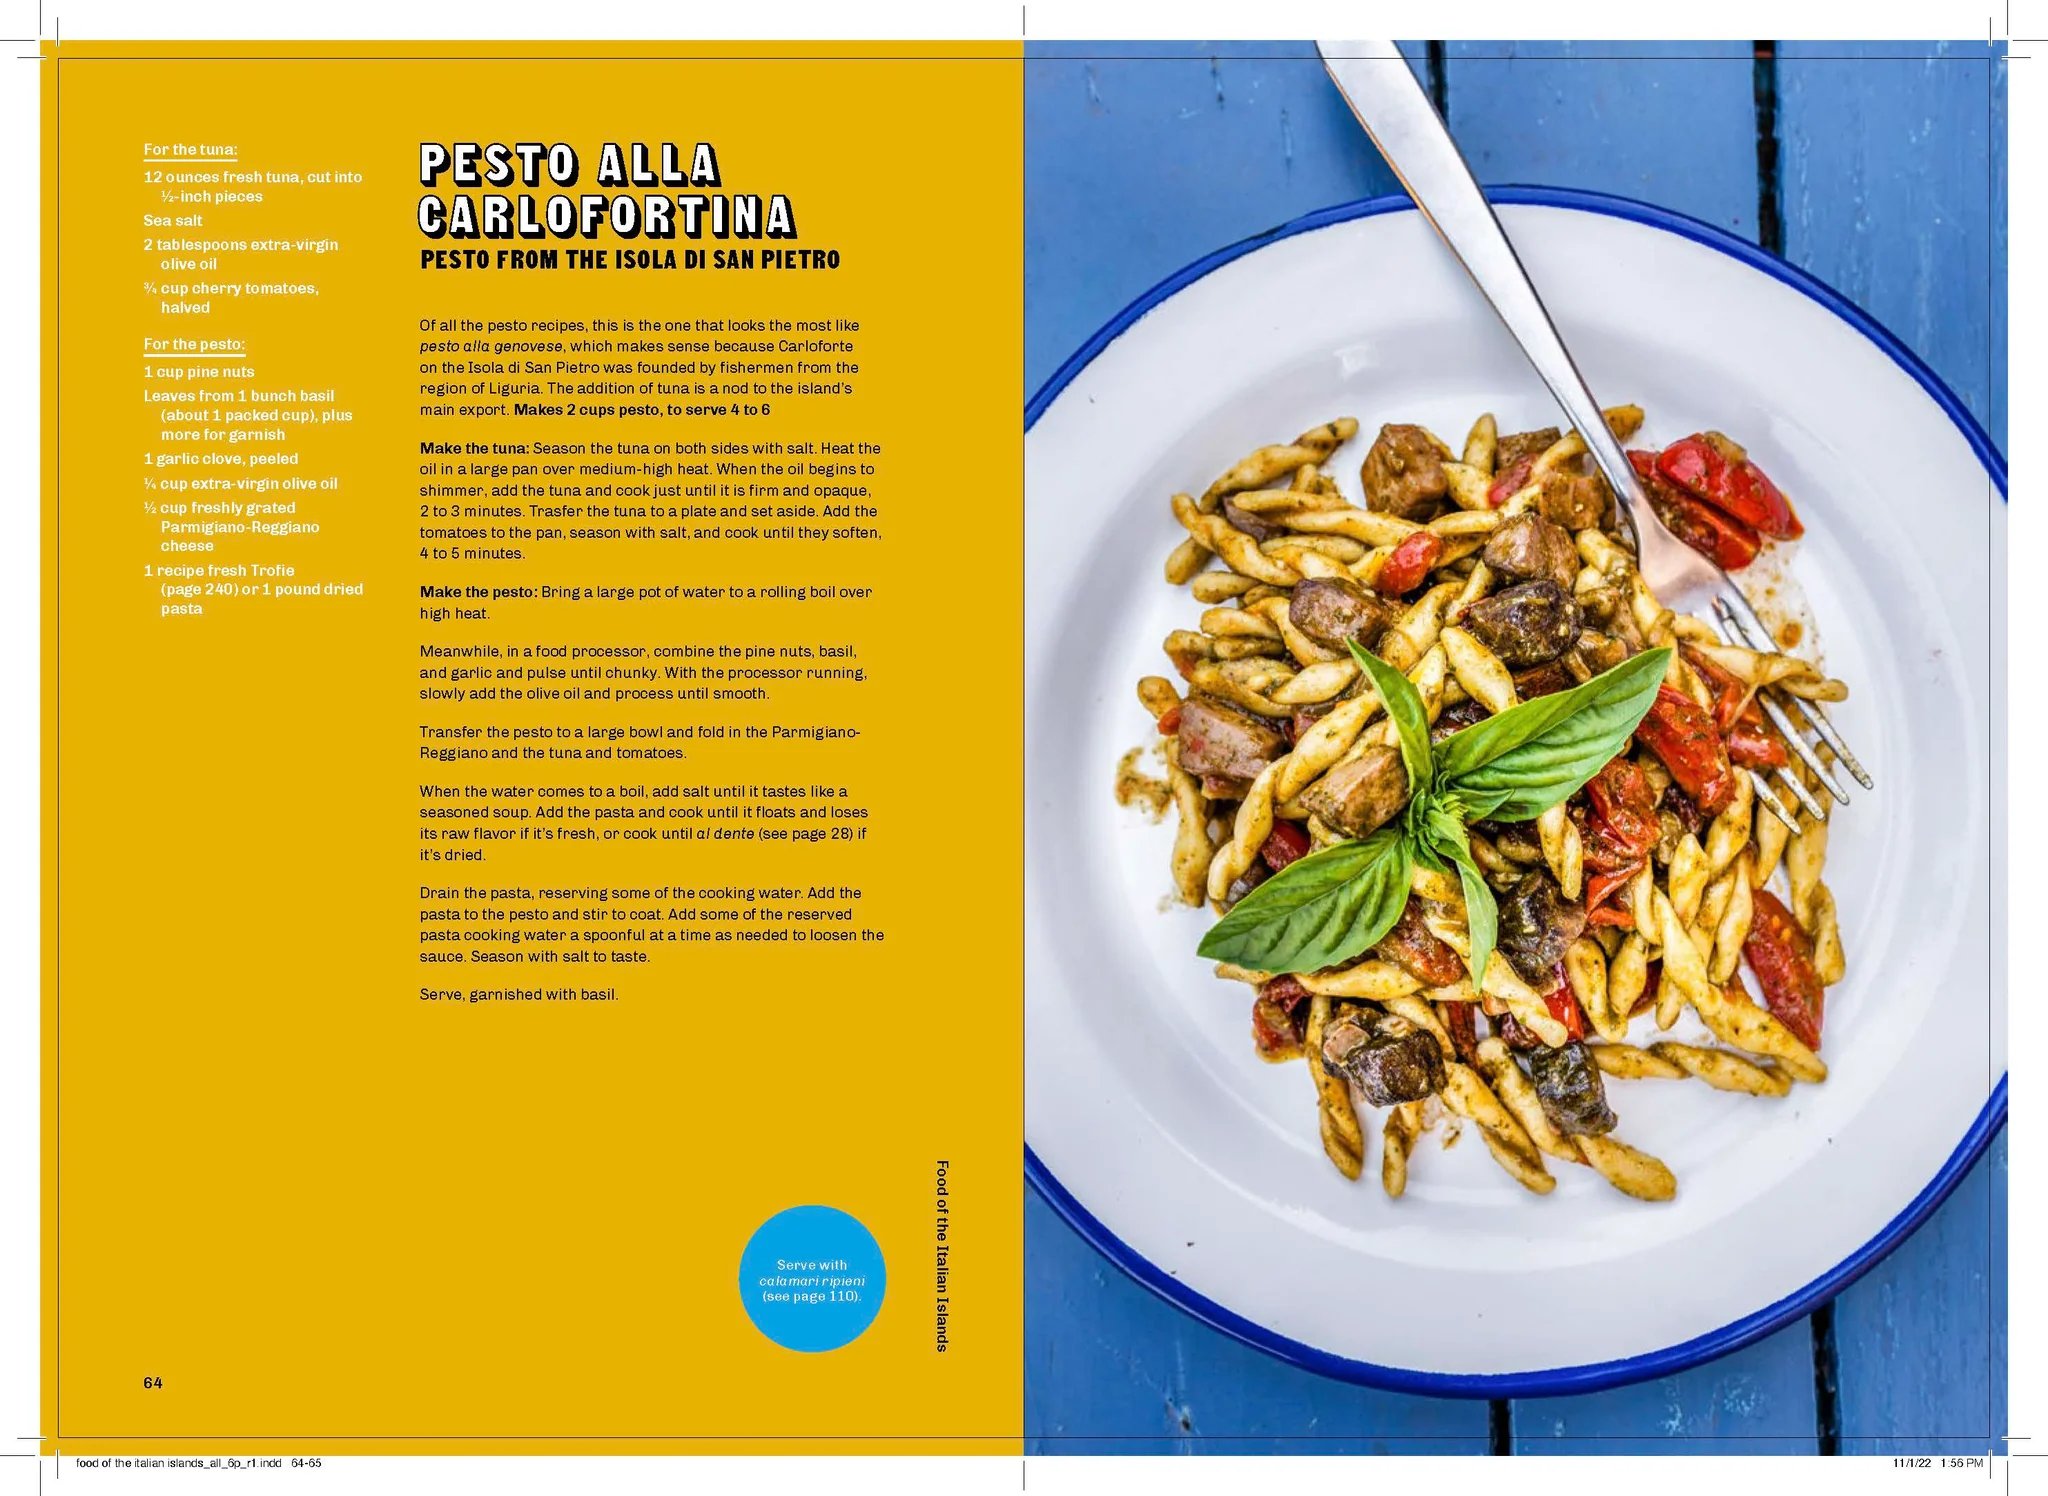 For the tuna:
12 ounces fresh tuna, cut into
½-inch pieces
Sea salt
2 tablespoons extra-virgin
olive oil
¾ cup cherry tomatoes,
halved
For the pesto:
1 cup pine nuts
Leaves from 1 bunch basil
(about 1 packed cup), plus
more for garnish
1 garlic clove, peeled
¼ cup extra-virgin olive oil
½ cup freshly grated
Parmigiano-Reggiano
cheese
1 recipe fresh Trofie
(page 240) or 1 pound dried
pasta
PESTO ALLA
CARLOFORTINA
PESTO FROM THE ISOLA DI SAN PIETRO
Of all the pesto recipes, this is the one that looks the most like
pesto alla genovese, which makes sense because Carloforte
on the Isola di San Pietro was founded by fishermen from the
region of Liguria. The addition of tuna is a nod to the island's
main export. Makes 2 cups pesto, to serve 4 to 6
Make the tuna: Season the tuna on both sides with salt. Heat the
oil in a large pan over medium-high heat. When the oil begins to
shimmer, add the tuna and cook just until it is firm and opaque,
2 to 3 minutes. Trasfer the tuna to a plate and set aside. Add the
tomatoes to the pan, season with salt, and cook until they soften,
4 to 5 minutes.
Make the pesto: Bring a large pot of water to a rolling boil over
high heat.
Meanwhile, in a food processor, combine the pine nuts, basil,
and garlic and pulse until chunky. With the processor running,
slowly add the olive oil and process until smooth.
Transfer the pesto to a large bowl and fold in the Parmigiano-
Reggiano and the tuna and tomatoes.
When the water comes to a boil, add salt until it tastes like a
seasoned soup. Add the pasta and cook until it floats and loses
its raw flavor if it's fresh, or cook until al dente (see page 28) if
it's dried.
Drain the pasta, reserving some of the cooking water. Add the
pasta to the pesto and stir to coat. Add some of the reserved
pasta cooking water a spoonful at a time as needed to loosen the
sauce. Season with salt to taste.
Serve, garnished with basil.
Serve with
calamari ripieni
(see page 110).
Food of the Italian Islands
64
food of the italian islands_all_6p_r1.indd 64-65
11/1/22 1:56 PM